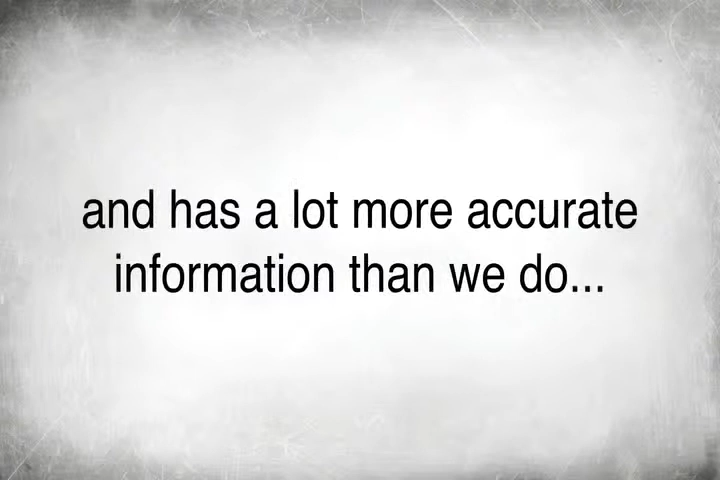 and has a lot more accurate
information than we do...